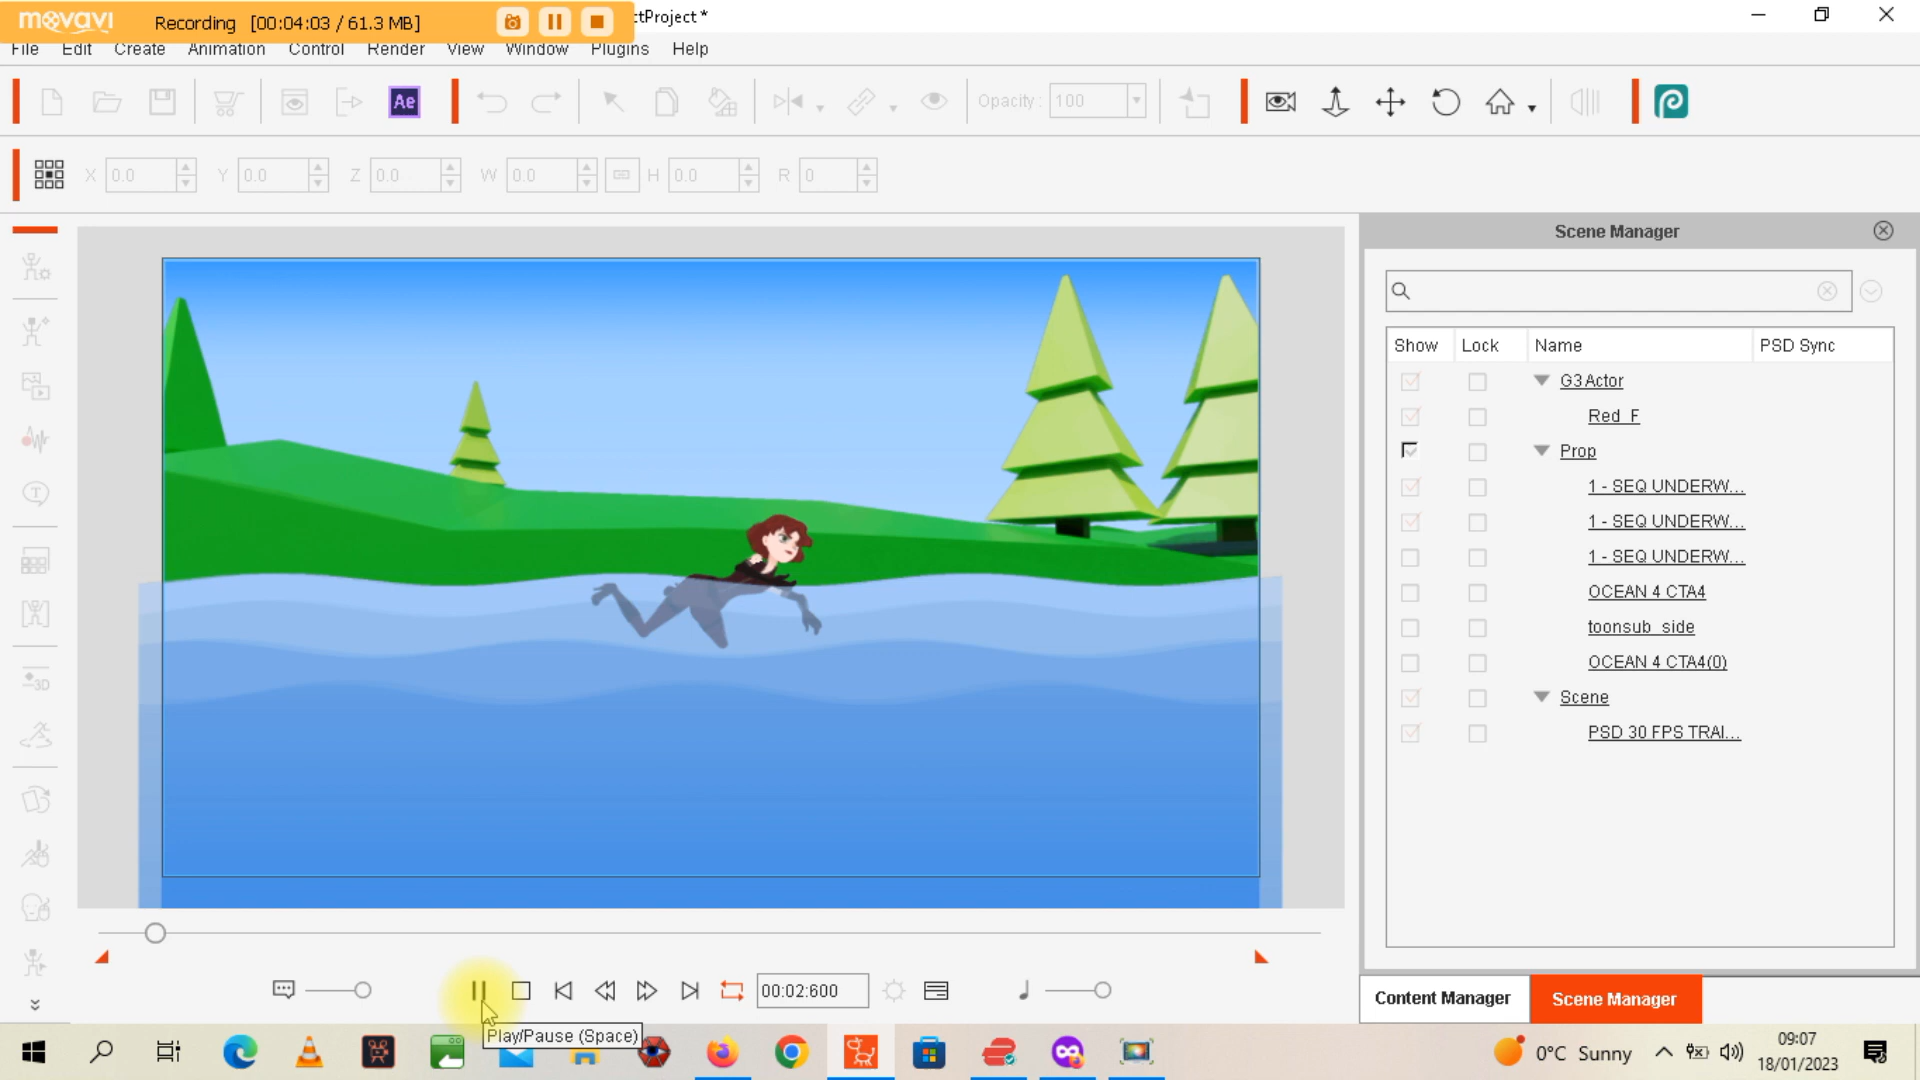 movavi
Recording [00:04:03 / 61.3 MB]
ctProject *
File Edit Create Animation Control Render View Window Plugins Help
Ae
Opacity : 100
X 0.0 Y 0.0 Z 0.0 W 0.0 H 0.0 R 0
Scene Manager
Show Lock Name PSD Sync
G3 Actor
Red_F
Prop
1 - SEQ UNDERW...
1 - SEQ UNDERW...
1 - SEQ UNDERW...
OCEAN 4 CTA4
toonsub_side
OCEAN 4 CTA4(0)
Scene
PSD 30 FPS TRAI...
3D
00:02:600
Content Manager Scene Manager
Play/Pause (Space)
0°C Sunny
09:07
18/01/2023